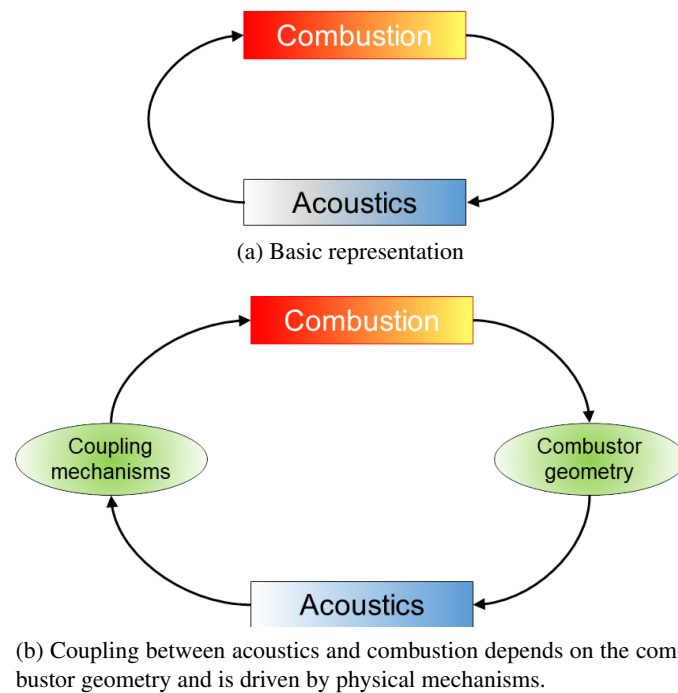 Combustion
Acoustics
(a) Basic representation
Combustion
Coupling
mechanisms
Combustor
geometry
Acoustics
(b) Coupling between acoustics and combustion depends on the com-
bustor geometry and is driven by physical mechanisms.